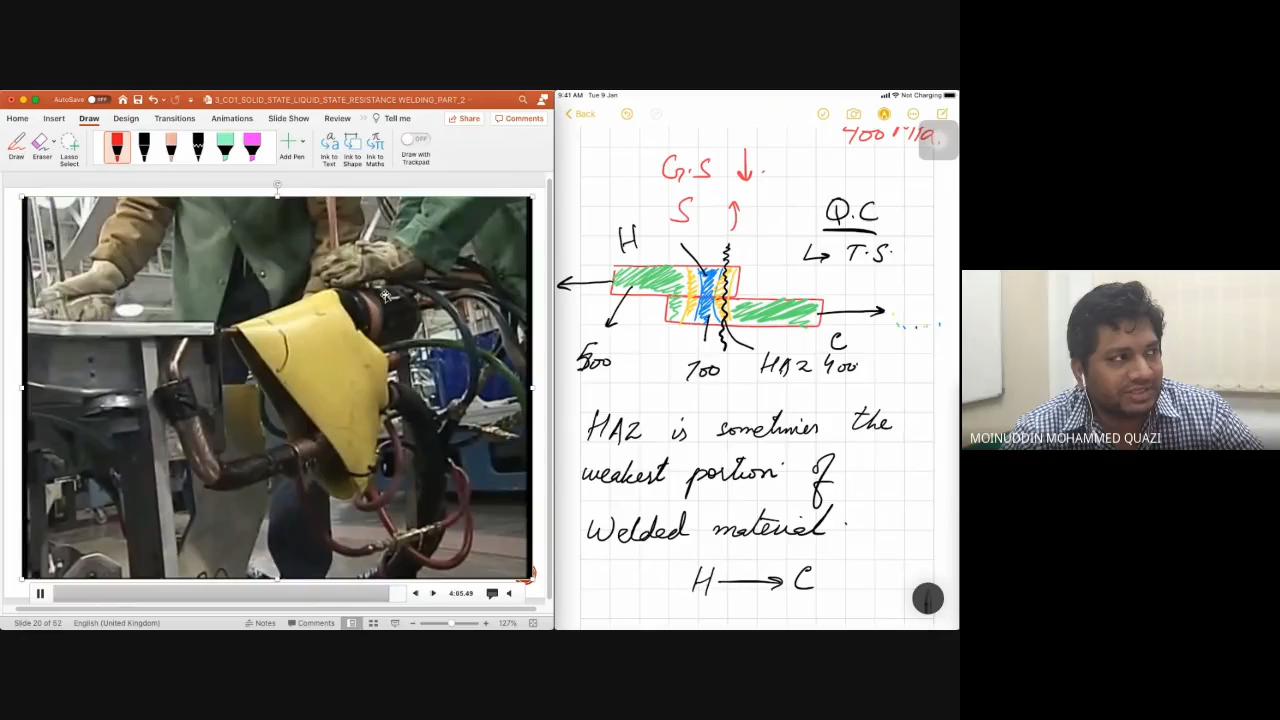 AutoSave OFF
3_CO1_SOLID_STATE_LIQUID_STATE_RESISTANCE WELDING_PART_2
Home Insert Draw Design Transitions Animations Slide Show Review Tell me Share Comments
Draw Eraser Lasso Select Add Pen Ink to Text Ink to Shape Ink to Maths OFF Draw with Trackpad
4:05.49
Slide 20 of 52 English (United Kingdom) Notes Comments 127%
9:41 AM Tue 9 Jan Not Charging
Back
G.S ↓.
S ↑
Q.C
↳ T.S.
H
C
500 700 HAZ 400
HAZ is sometimes the
weakest portion of
Welded material.
H → C
MOINUDDIN MOHAMMED QUAZI